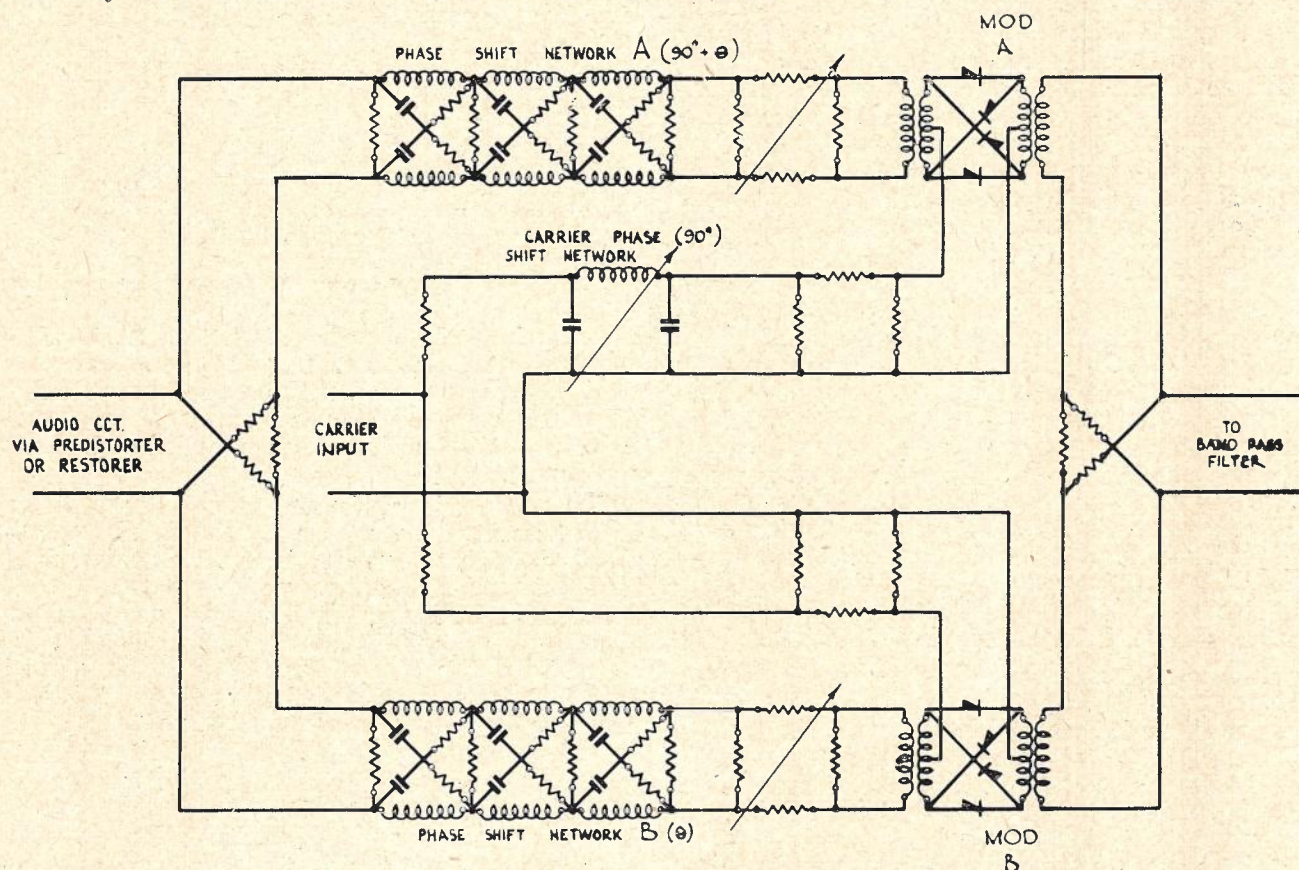 MOD
A
PHASE SHIFT NETWORK A (90° + θ)
CARRIER PHASE (90°)
SHIFT NETWORK
AUDIO CCT.
VIA PREDISTORTER
OR RESTORER
CARRIER
INPUT
TO
BAND PASS
FILTER
PHASE SHIFT NETWORK B (θ)
MOD
B